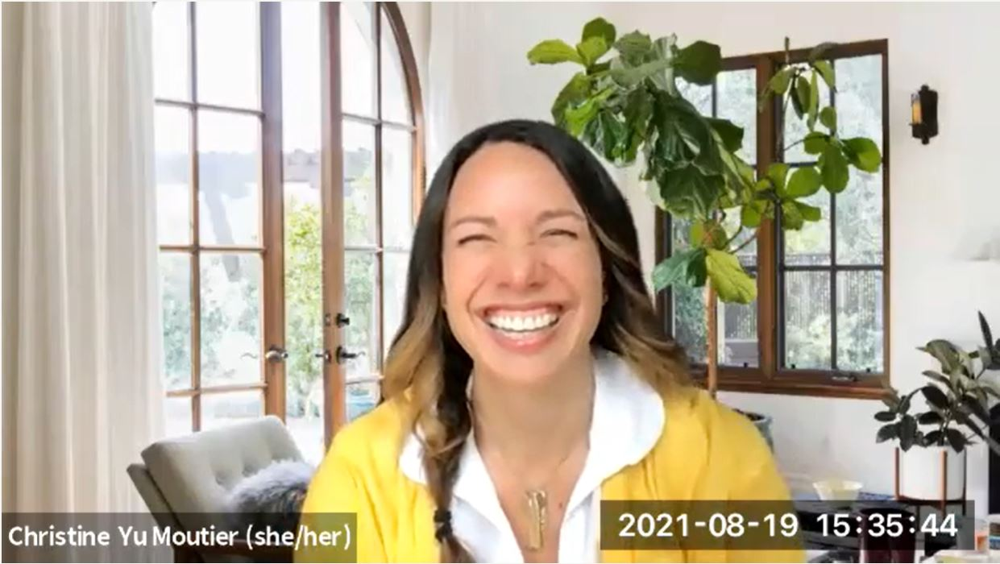 Christine Yu Moutier (she/her)
2021-08-19 15:35:44